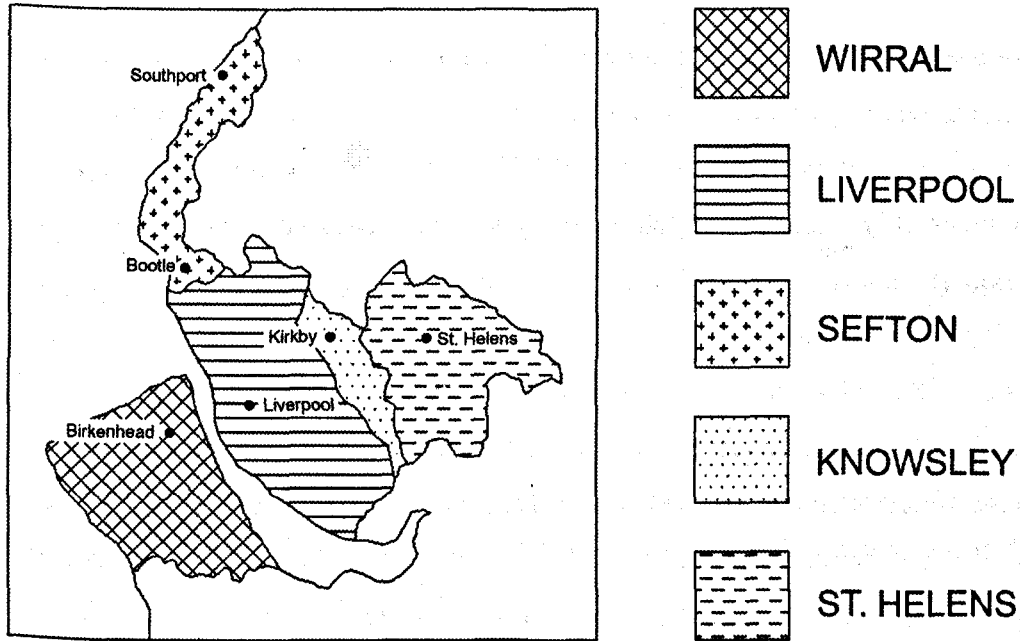 Southport
Bootle
Kirkby
St. Helens
Liverpool
Birkenhead
WIRRAL
LIVERPOOL
SEFTON
KNOWSLEY
ST. HELENS